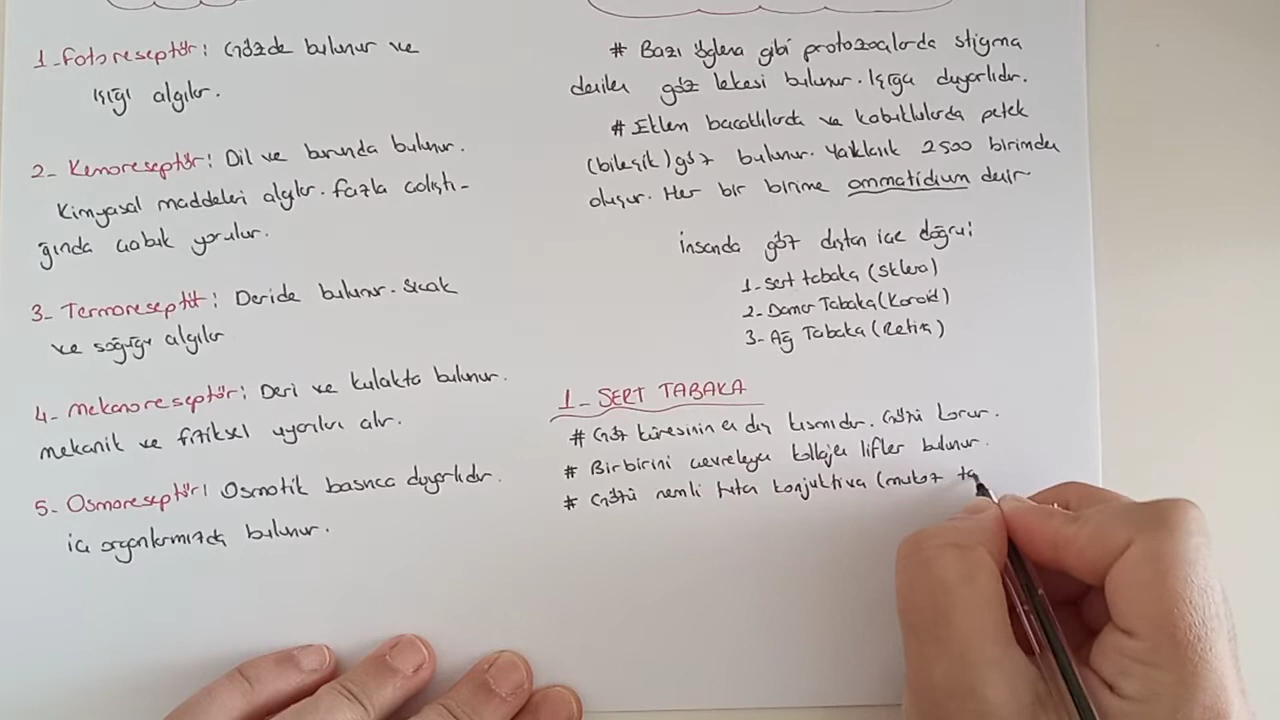 1-Fotoreseptör: Gözde bulunur ve
ışığı algılar.
2- Kemoreseptör: Dil ve burunda bulunur.
Kimyasal maddeleri algılar. Fazla çalıştı-
ğında çabuk yorulur.
3- Termoreseptör: Deride bulunur. Sıcak
ve soğuğu algılar
4- Mekanoreseptör: Deri ve kulakta bulunur.
mekanik ve fiziksel uyarıları alır.
5- Osmoreseptör: Osmotik basınca duyarlıdır.
iç organlarımızda bulunur.
# Bazı öglena gibi protozoalarda stigma
denilen göz lekesi bulunur. Işığa duyarlıdır.
# Eklem bacaklılarda ve kabuklularda petek
(bileşik) göz bulunur. Yaklaşık 2500 birimden
oluşur. Her bir birime ommatidium denir
İnsanda göz dıştan içe doğru;
1- Sert tabaka (Sklera)
2- Damar Tabaka (Koroid)
3- Ağ Tabaka (Retina)
1- SERT TABAKA
# Göz küresinin en dış kısmıdır. Gözü korur.
# Birbirini çevreleyen kollajen lifler bulunur.
# Gözü nemli tutan konjuktiva (mukoz ta